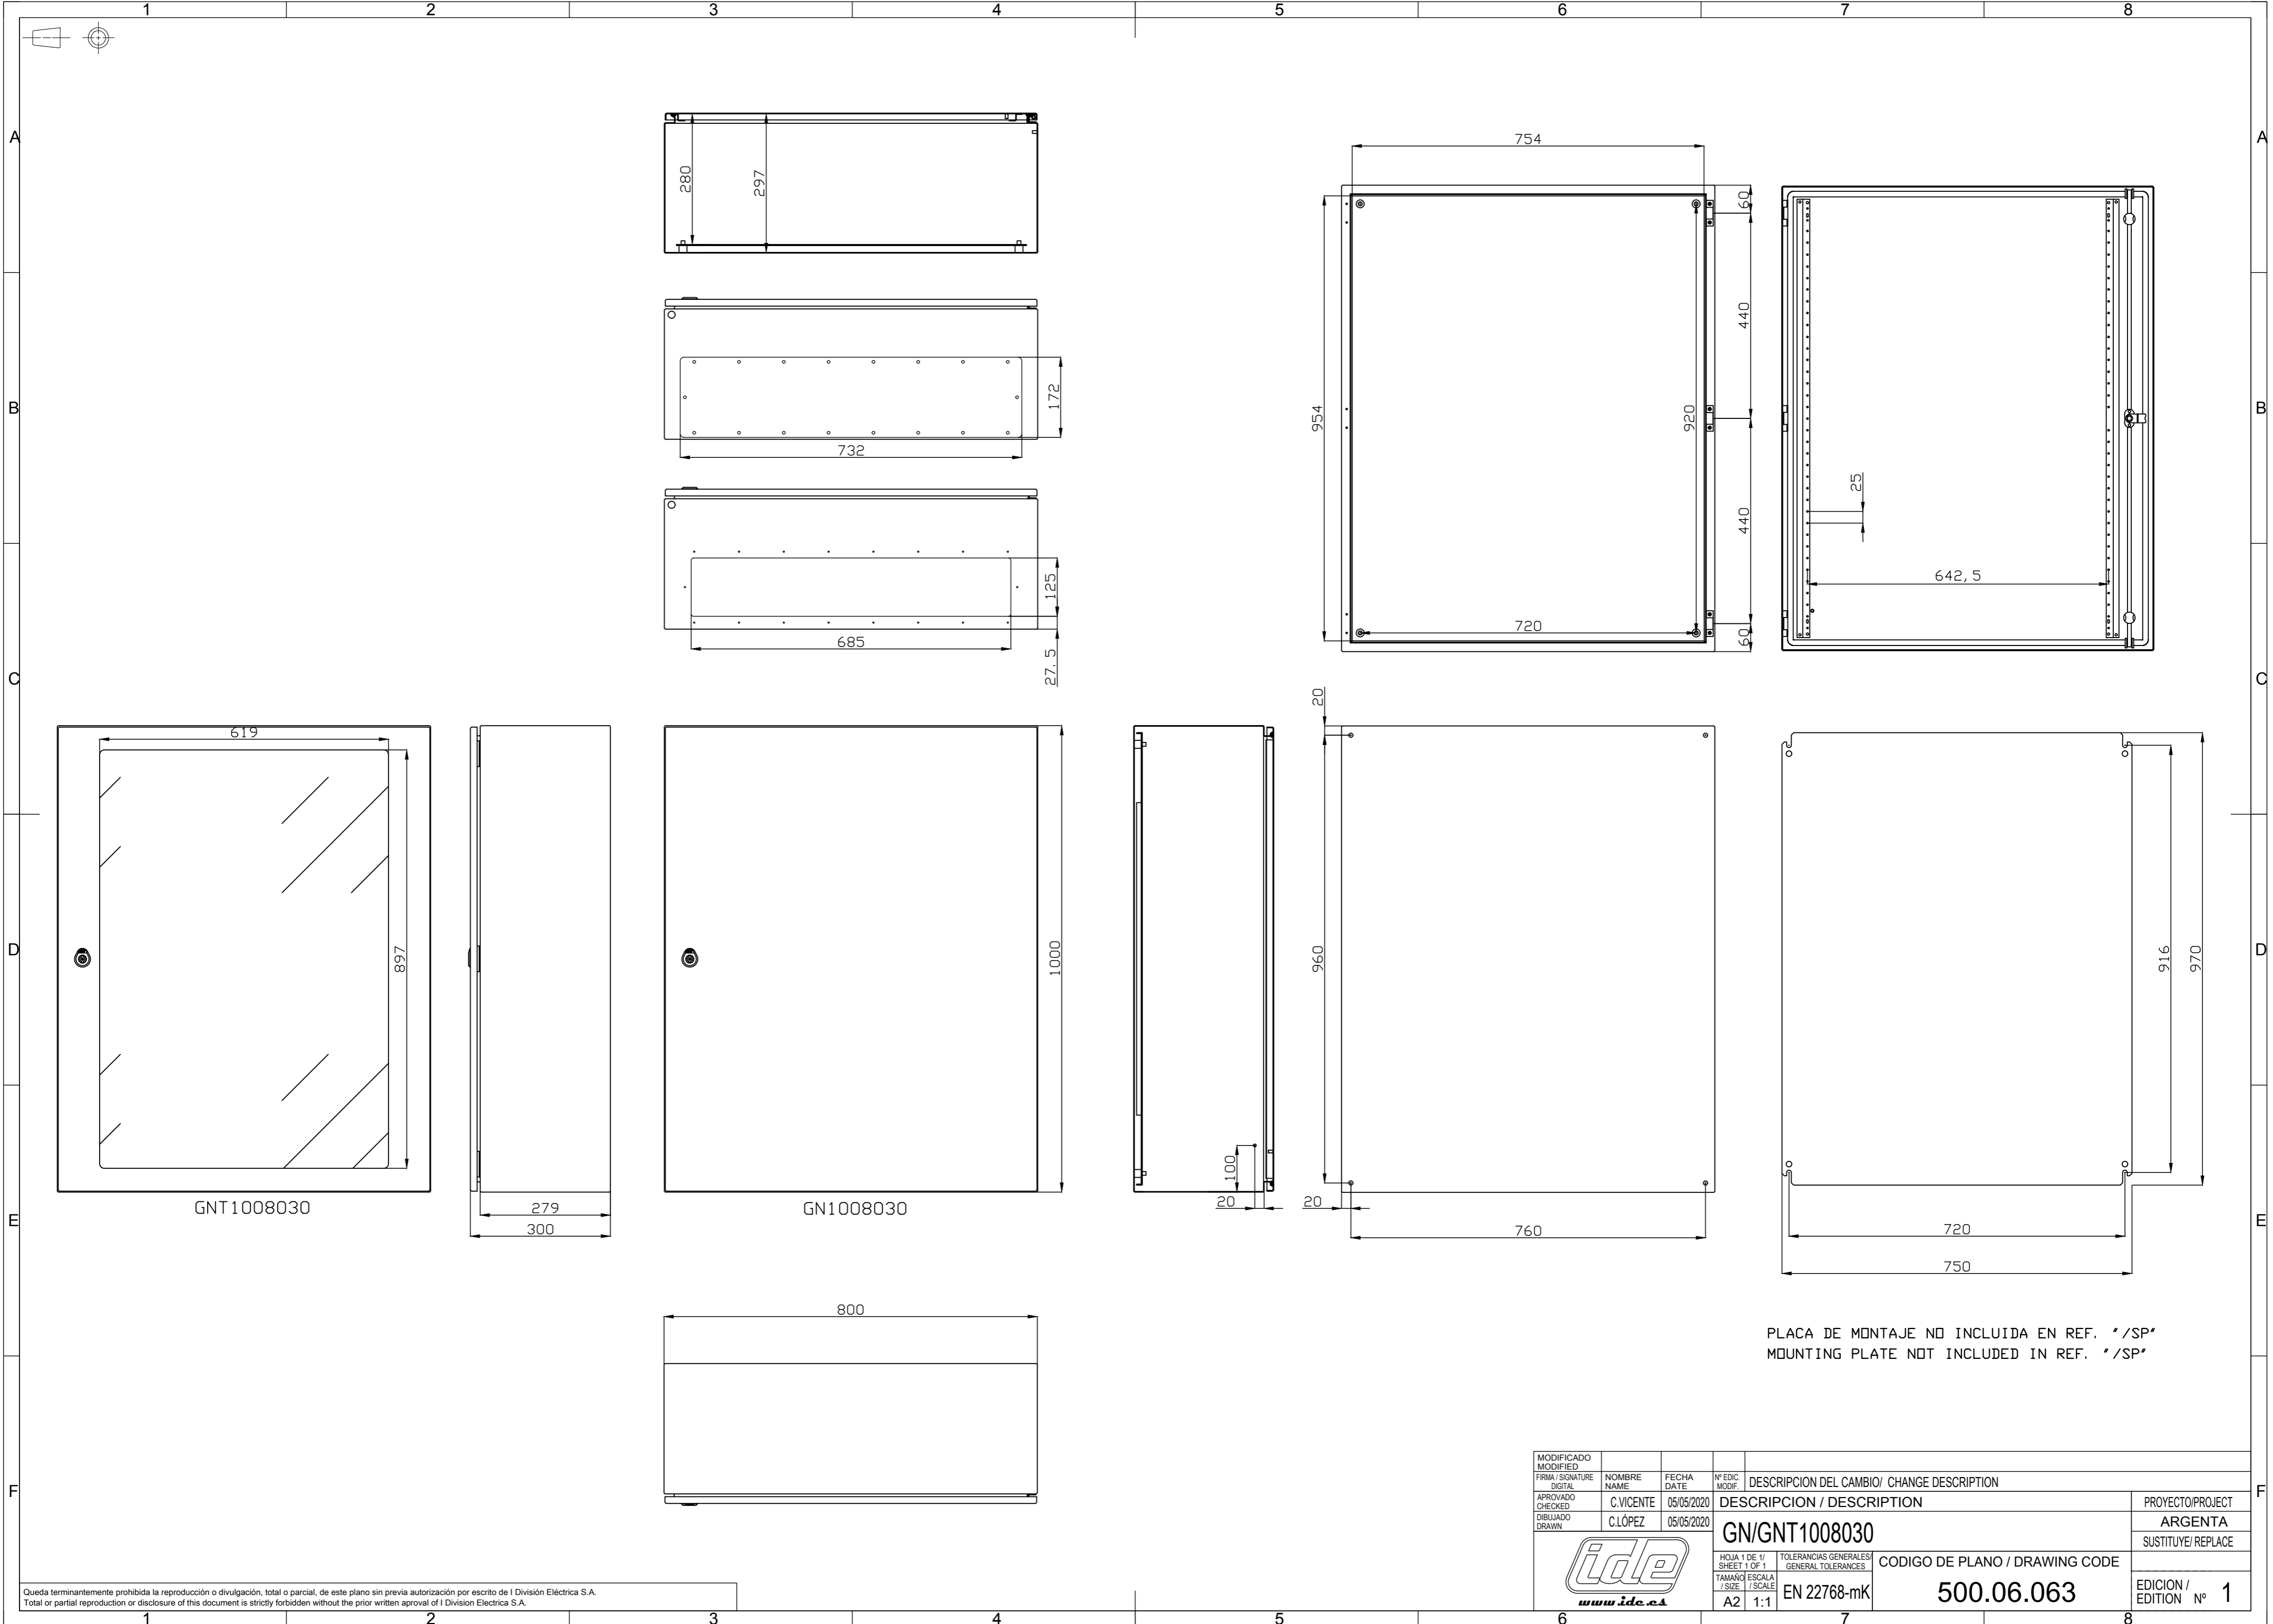 1 2 3 4 5 6 7 8
A A
280
297
754
60
440
172
732
954
920
B B
440
25
125
685
27.5
720
642,5
60
C C
619
20
897
1000
960
916
970
D D
100
GNT1008030
279
300
GN1008030
20
20
760
720
750
E E
800
PLACA DE MONTAJE NO INCLUIDA EN REF. "/SP"
MOUNTING PLATE NOT INCLUDED IN REF. "/SP"
F F
MODIFICADO
MODIFIED
FIRMA / SIGNATURE
DIGITAL
NOMBRE
NAME
FECHA
DATE
Nº EDIC.
MODIF.
DESCRIPCION DEL CAMBIO/ CHANGE DESCRIPTION
APROVADO
CHECKED
C.VICENTE
05/05/2020
DESCRIPCION / DESCRIPTION
PROYECTO/PROJECT
DIBUJADO
DRAWN
C.LÓPEZ
05/05/2020
GN/GNT1008030
ARGENTA
SUSTITUYE/ REPLACE
ide
www.ide.es
HOJA 1 DE 1/
SHEET 1 OF 1
TOLERANCIAS GENERALES/
GENERAL TOLERANCES
CODIGO DE PLANO / DRAWING CODE
TAMAÑO
/ SIZE
ESCALA
/ SCALE
A2
1:1
EN 22768-mK
500.06.063
EDICION /
EDITION Nº 1
Queda terminantemente prohibida la reproducción o divulgación, total o parcial, de este plano sin previa autorización por escrito de I División Eléctrica S.A.
Total or partial reproduction or disclosure of this document is strictly forbidden without the prior written aproval of I Division Electrica S.A.
1 2 3 4 5 6 7 8